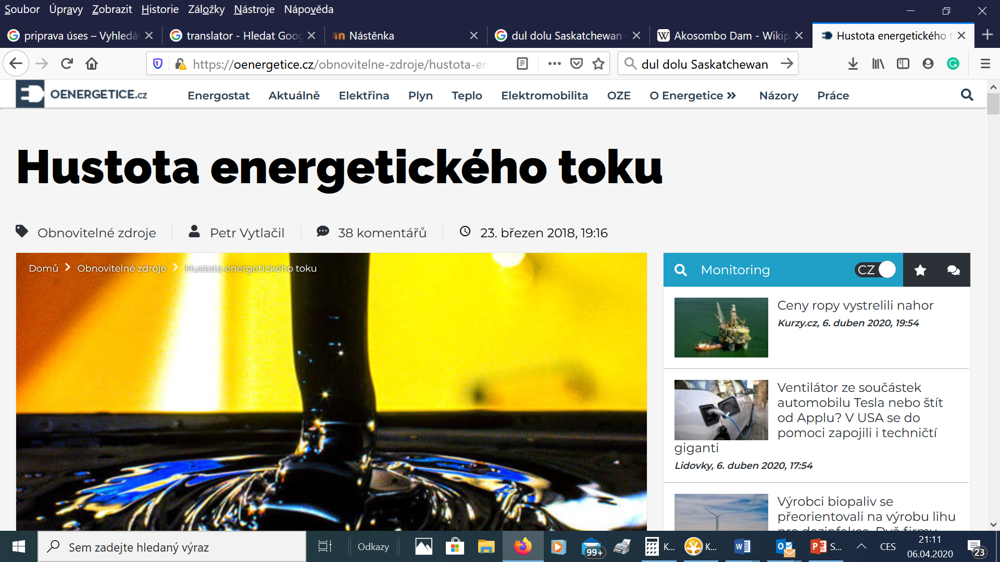 Soubor Úpravy Zobrazit Historie Záložky Nástroje Nápověda
priprava úses – Vyhledáv
translator - Hledat Goog
Nástěnka
dul dolu Saskatchewan -
Akosombo Dam - Wikip
Hustota energetického t
https://oenergetice.cz/obnovitelne-zdroje/hustota-en
dul dolu Saskatchewan
OENERGETICE.cz
Energostat Aktuálně Elektřina Plyn Teplo Elektromobilita OZE O Energetice Názory Práce
Hustota energetického toku
Obnovitelné zdroje Petr Vytlačil 38 komentářů 23. březen 2018, 19:16
Domů Obnovitelné zdroje Hustota energetického toku
Monitoring CZ
Ceny ropy vystrelili nahor
Kurzy.cz, 6. duben 2020, 19:54
Ventilátor ze součástek
automobilu Tesla nebo štít
od Applu? V USA se do
pomoci zapojili i techničtí
giganti
Lidovky, 6. duben 2020, 17:54
Výrobci biopaliv se
přeorientovali na výrobu lihu
pro dezinfekce. Dvě firmy
Sem zadejte hledaný výraz
Odkazy
99+
K...
K...
S...
CES
21:11
06.04.2020
23